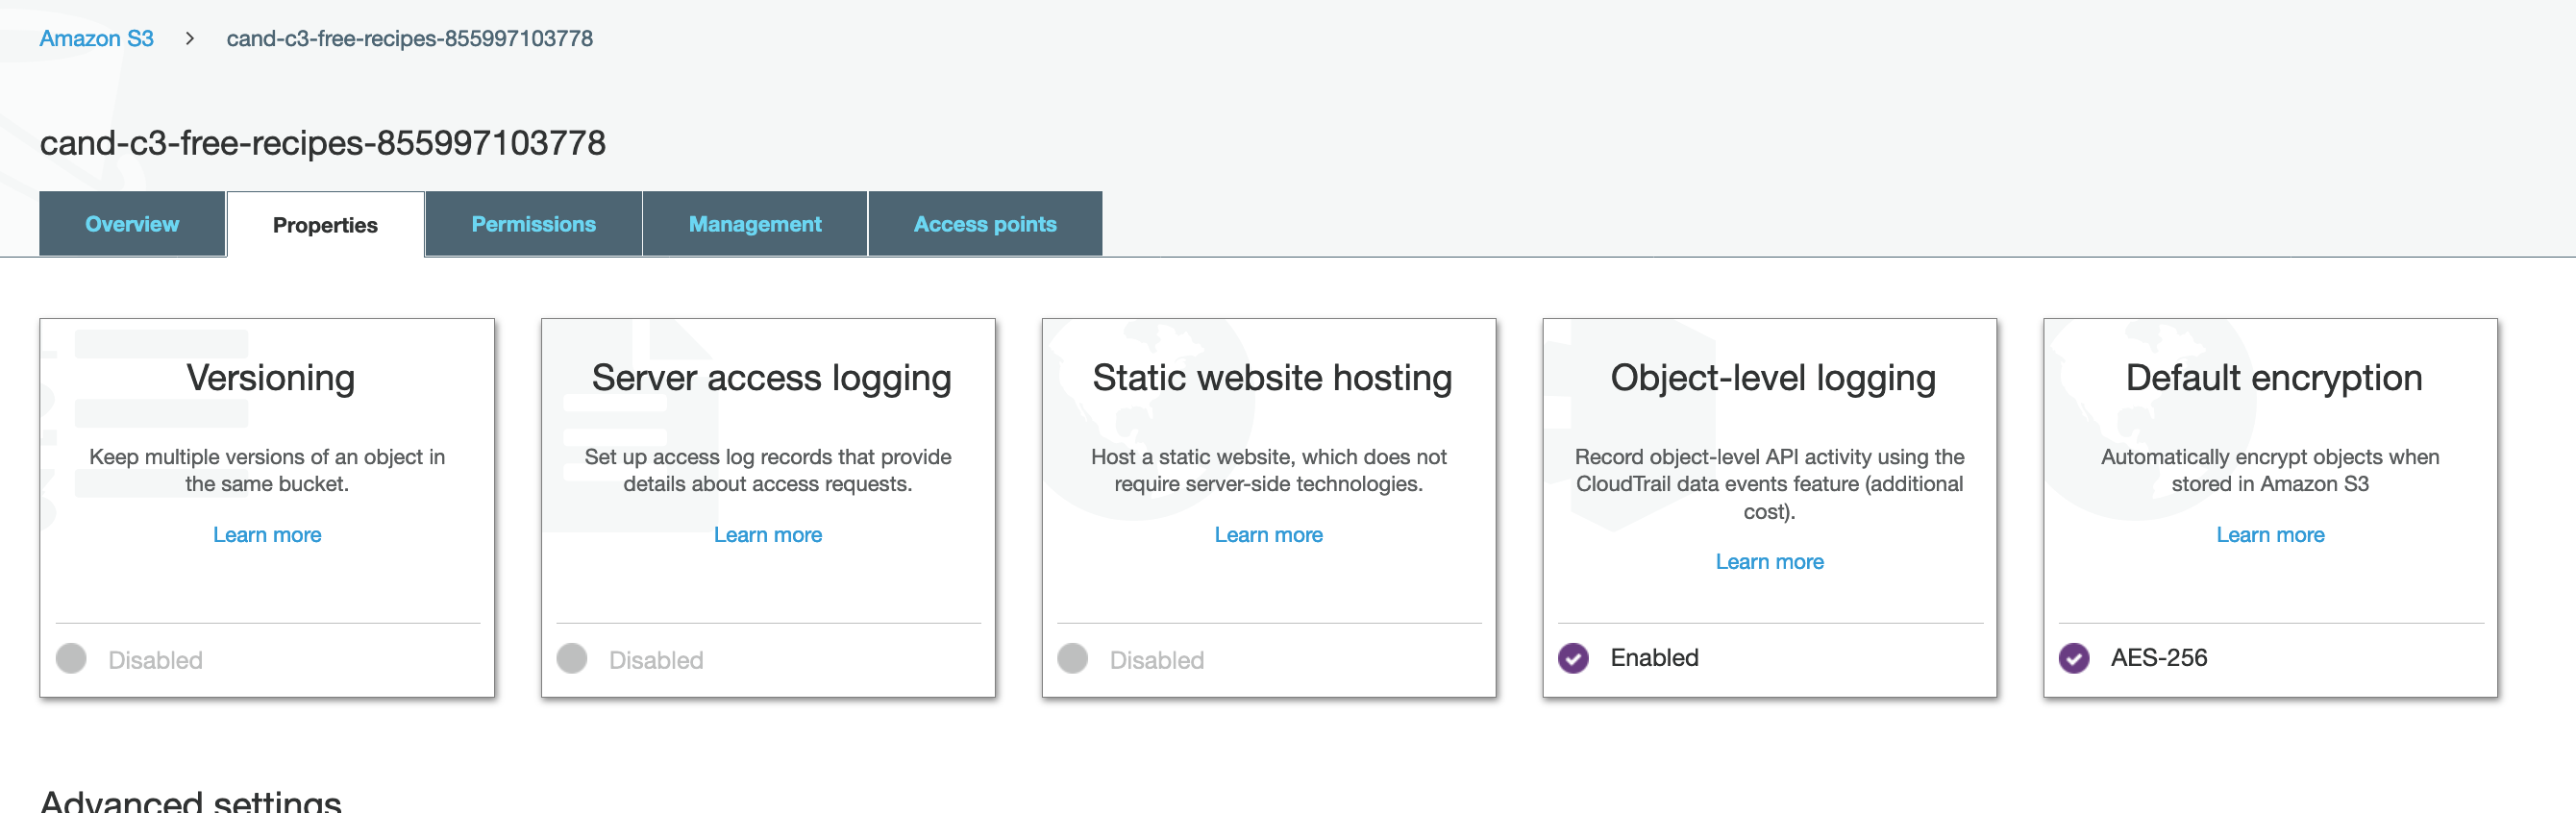 Amazon S3 > cand-c3-free-recipes-855997103778
cand-c3-free-recipes-855997103778
Overview Properties Permissions Management Access points
Versioning
Keep multiple versions of an object in
the same bucket.
Learn more
Disabled
Server access logging
Set up access log records that provide
details about access requests.
Learn more
Disabled
Static website hosting
Host a static website, which does not
require server-side technologies.
Learn more
Disabled
Object-level logging
Record object-level API activity using the
CloudTrail data events feature (additional
cost).
Learn more
Enabled
Default encryption
Automatically encrypt objects when
stored in Amazon S3
Learn more
AES-256
Advanced settings